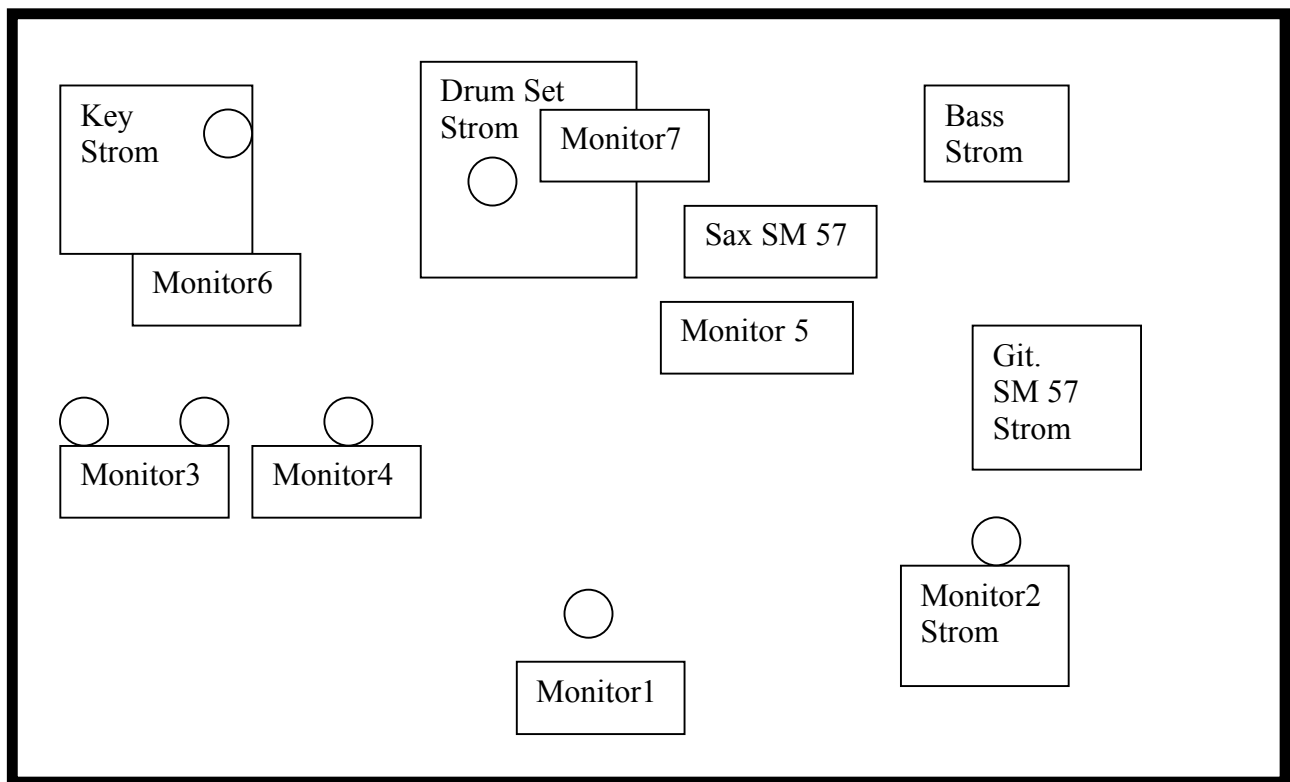 Key
Strom
Drum Set
Strom
Monitor7
Bass
Strom
Sax SM 57
Monitor6
Monitor 5
Git.
SM 57
Strom
Monitor3
Monitor4
Monitor2
Strom
Monitor1